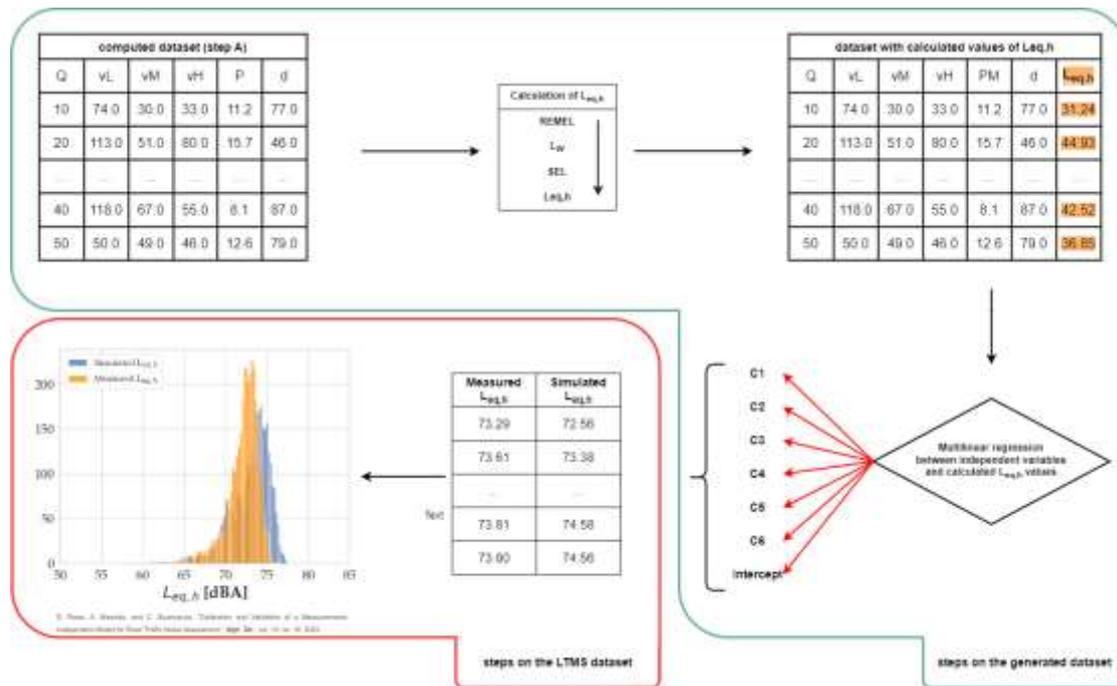 computed dataset (step A)
Q vL vM vH P d
10 74.0 30.0 33.0 11.2 77.0
20 113.0 51.0 80.0 15.7 46.0
... ... ... ... ... ...
40 118.0 67.0 55.0 8.1 87.0
50 50.0 49.0 46.0 12.6 79.0
Calculation of Leq,h
REMEL
LW
SEL
Leq,h
dataset with calculated values of Leq,h
Q vL vM vH PM d Leq,h
10 74.0 30.0 33.0 11.2 77.0 31.24
20 113.0 51.0 80.0 15.7 46.0 44.93
... ... ... ... ... ... ...
40 118.0 67.0 55.0 8.1 87.0 42.52
50 50.0 49.0 46.0 12.6 79.0 36.85
Multilinear regression
between independent variables
and calculated Leq,h values
C1
C2
C3
C4
C5
C6
Intercept
Measured Leq,h Simulated Leq,h
73.29 72.56
73.61 73.38
... ...
73.81 74.58
73.90 74.56
Text
Simulated Leq,h
Measured Leq,h
200
150
100
50
0
50 55 60 65 70 75 80 85
Leq,h [dBA]
steps on the LTMS dataset
steps on the generated dataset